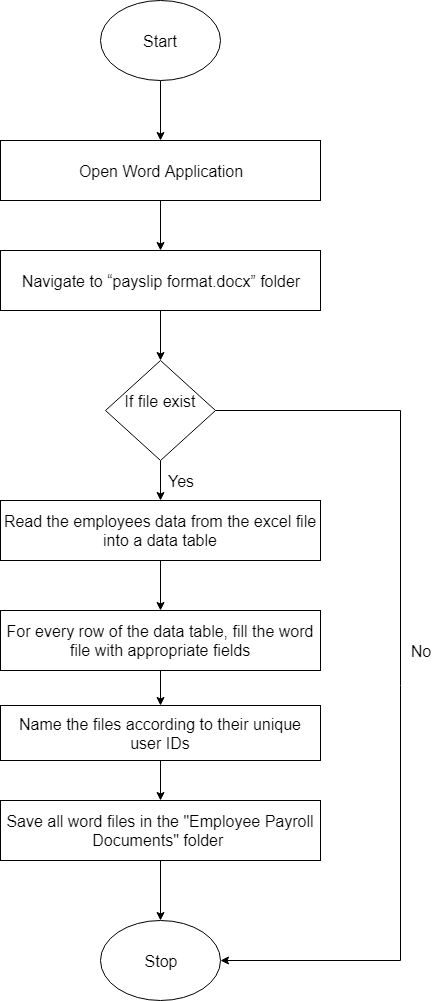 Start
Open Word Application
Navigate to “payslip format.docx” folder
If file exist
Yes
Read the employees data from the excel file
into a data table
For every row of the data table, fill the word
file with appropriate fields
No
Name the files according to their unique
user IDs
Save all word files in the "Employee Payroll
Documents" folder
Stop